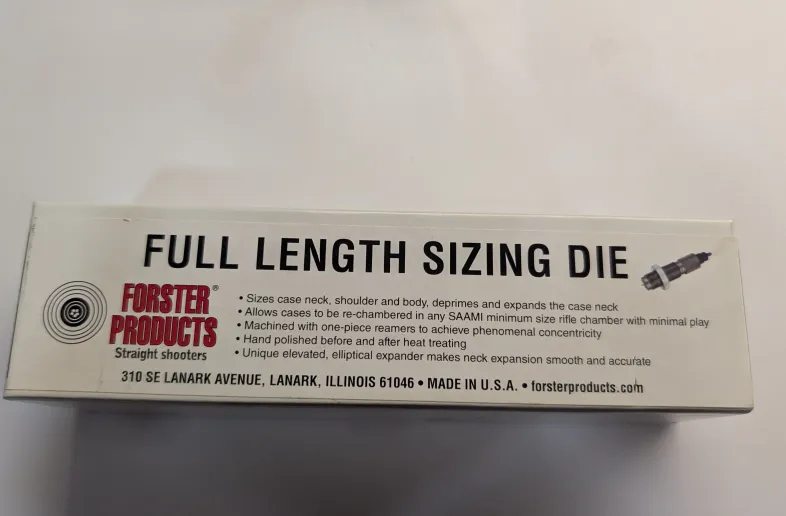 FULL LENGTH SIZING DIE
FORSTER®
PRODUCTS
Straight shooters
• Sizes case neck, shoulder and body, deprimes and expands the case neck
• Allows cases to be re-chambered in any SAAMI minimum size rifle chamber with minimal play
• Machined with one-piece reamers to achieve phenomenal concentricity
• Hand polished before and after heat treating
• Unique elevated, elliptical expander makes neck expansion smooth and accurate
310 SE LANARK AVENUE, LANARK, ILLINOIS 61046 • MADE IN U.S.A. • forsterproducts.com